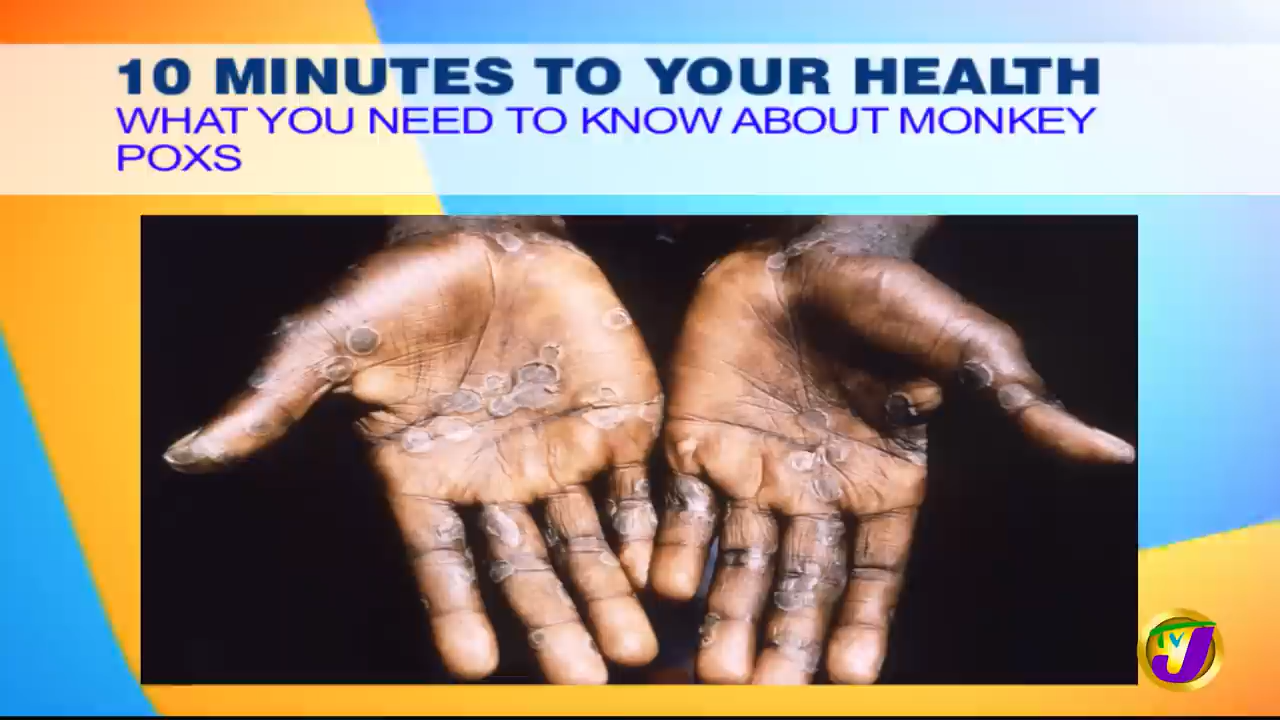 10 MINUTES TO YOUR HEALTH
WHAT YOU NEED TO KNOW ABOUT MONKEY
POXS
TVJ